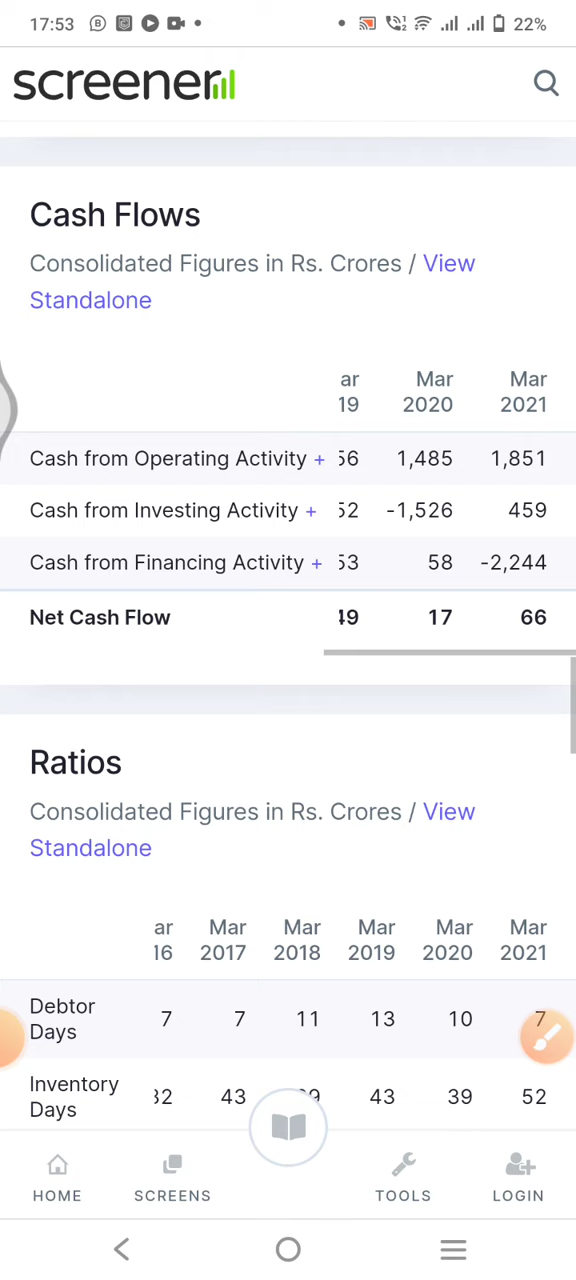 17:53 22%
screener
Cash Flows
Consolidated Figures in Rs. Crores / View
Standalone
ar Mar Mar
19 2020 2021
Cash from Operating Activity + 56 1,485 1,851
Cash from Investing Activity + 52 -1,526 459
Cash from Financing Activity + 53 58 -2,244
Net Cash Flow 49 17 66
Ratios
Consolidated Figures in Rs. Crores / View
Standalone
ar Mar Mar Mar Mar Mar
16 2017 2018 2019 2020 2021
Debtor
Days 7 7 11 13 10 7
Inventory
Days 32 43 9 43 39 52
HOME SCREENS TOOLS LOGIN